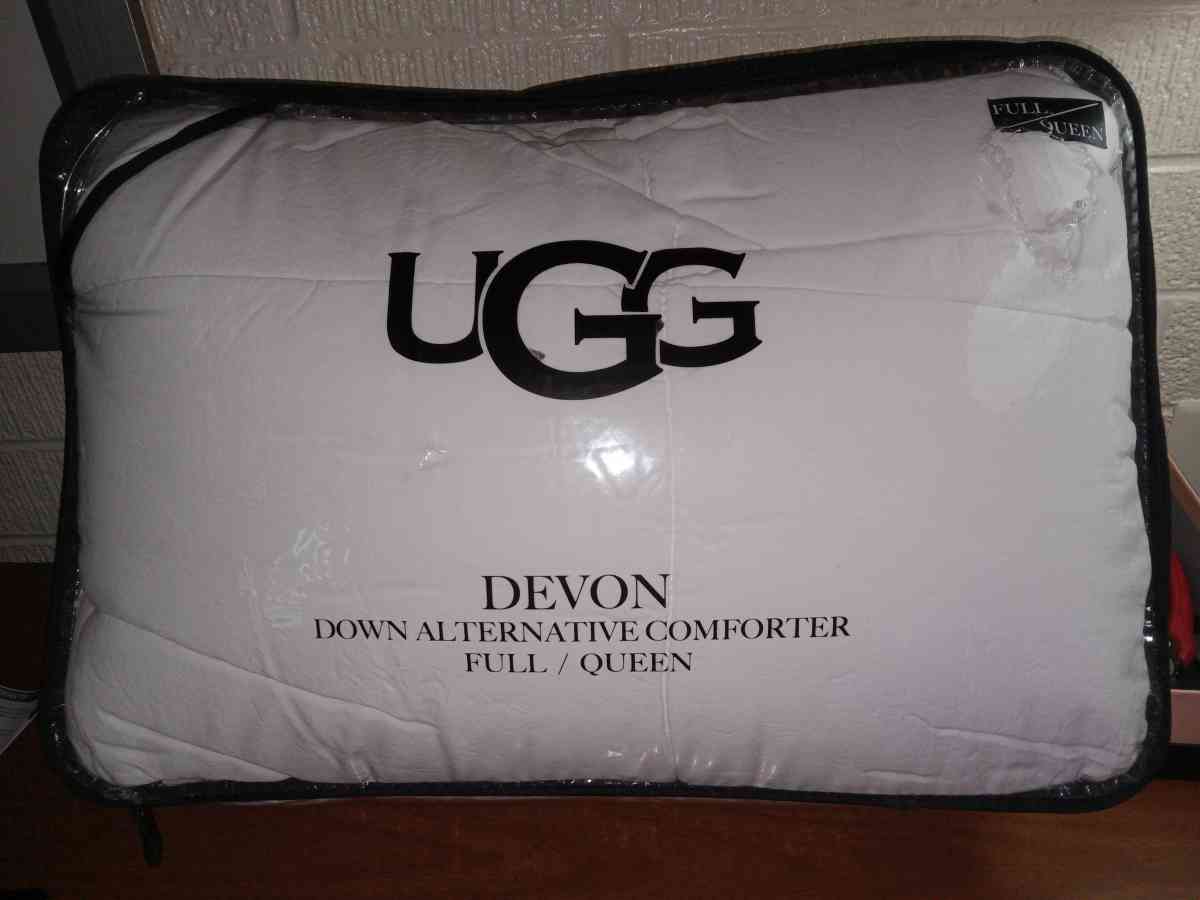 FULL / QUEEN
UGG
DEVON
DOWN ALTERNATIVE COMFORTER
FULL / QUEEN